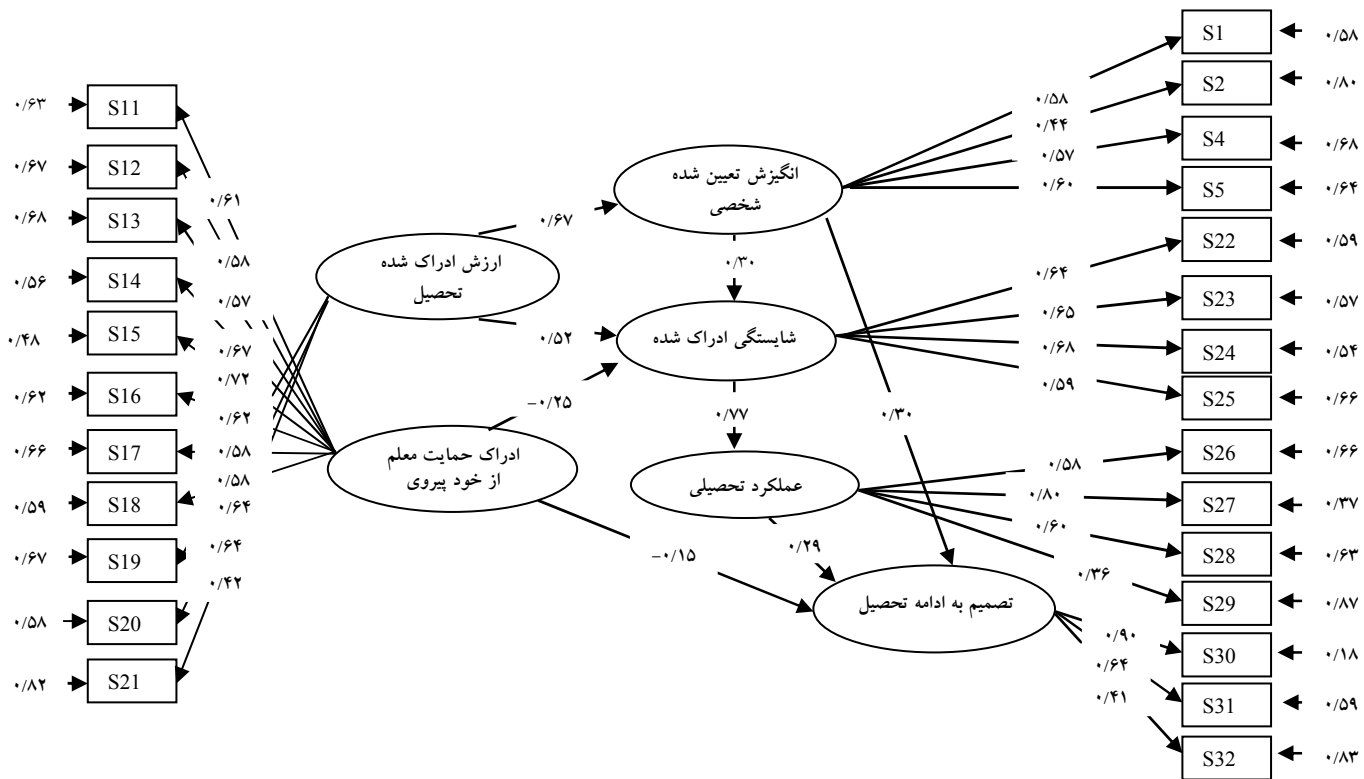 S1
۰/۵۸
S2
۰/۸۰
S4
۰/۶۸
S5
۰/۶۴
S22
۰/۵۹
S23
۰/۵۷
S24
۰/۵۴
S25
۰/۶۶
S26
۰/۶۶
S27
۰/۳۷
S28
۰/۶۳
S29
۰/۸۷
S30
۰/۱۸
S31
۰/۵۹
S32
۰/۸۳
۰/۵۸
۰/۴۴
۰/۵۷
۰/۶۰
۰/۶۴
۰/۶۵
۰/۶۸
۰/۵۹
۰/۵۸
۰/۸۰
۰/۶۰
۰/۳۶
۰/۹۰
۰/۶۴
۰/۴۱
انگیزش تعیین شده
شخصی
ارزش ادراک شده
تحصیل
شایستگی ادراک شده
ادراک حمایت معلم
از خود پیروی
عملکرد تحصیلی
تصمیم به ادامه تحصیل
۰/۶۷
۰/۳۰
۰/۵۲
−۰/۲۵
۰/۷۷
۰/۳۰
۰/۲۹
−۰/۱۵
۰/۶۱
۰/۵۸
۰/۵۷
۰/۶۷
۰/۷۲
۰/۶۲
۰/۵۸
۰/۵۸
۰/۶۴
۰/۶۴
۰/۴۲
۰/۶۳
S11
۰/۶۷
S12
۰/۶۸
S13
۰/۵۶
S14
۰/۴۸
S15
۰/۶۲
S16
۰/۶۶
S17
۰/۵۹
S18
۰/۶۷
S19
۰/۵۸
S20
۰/۸۲
S21